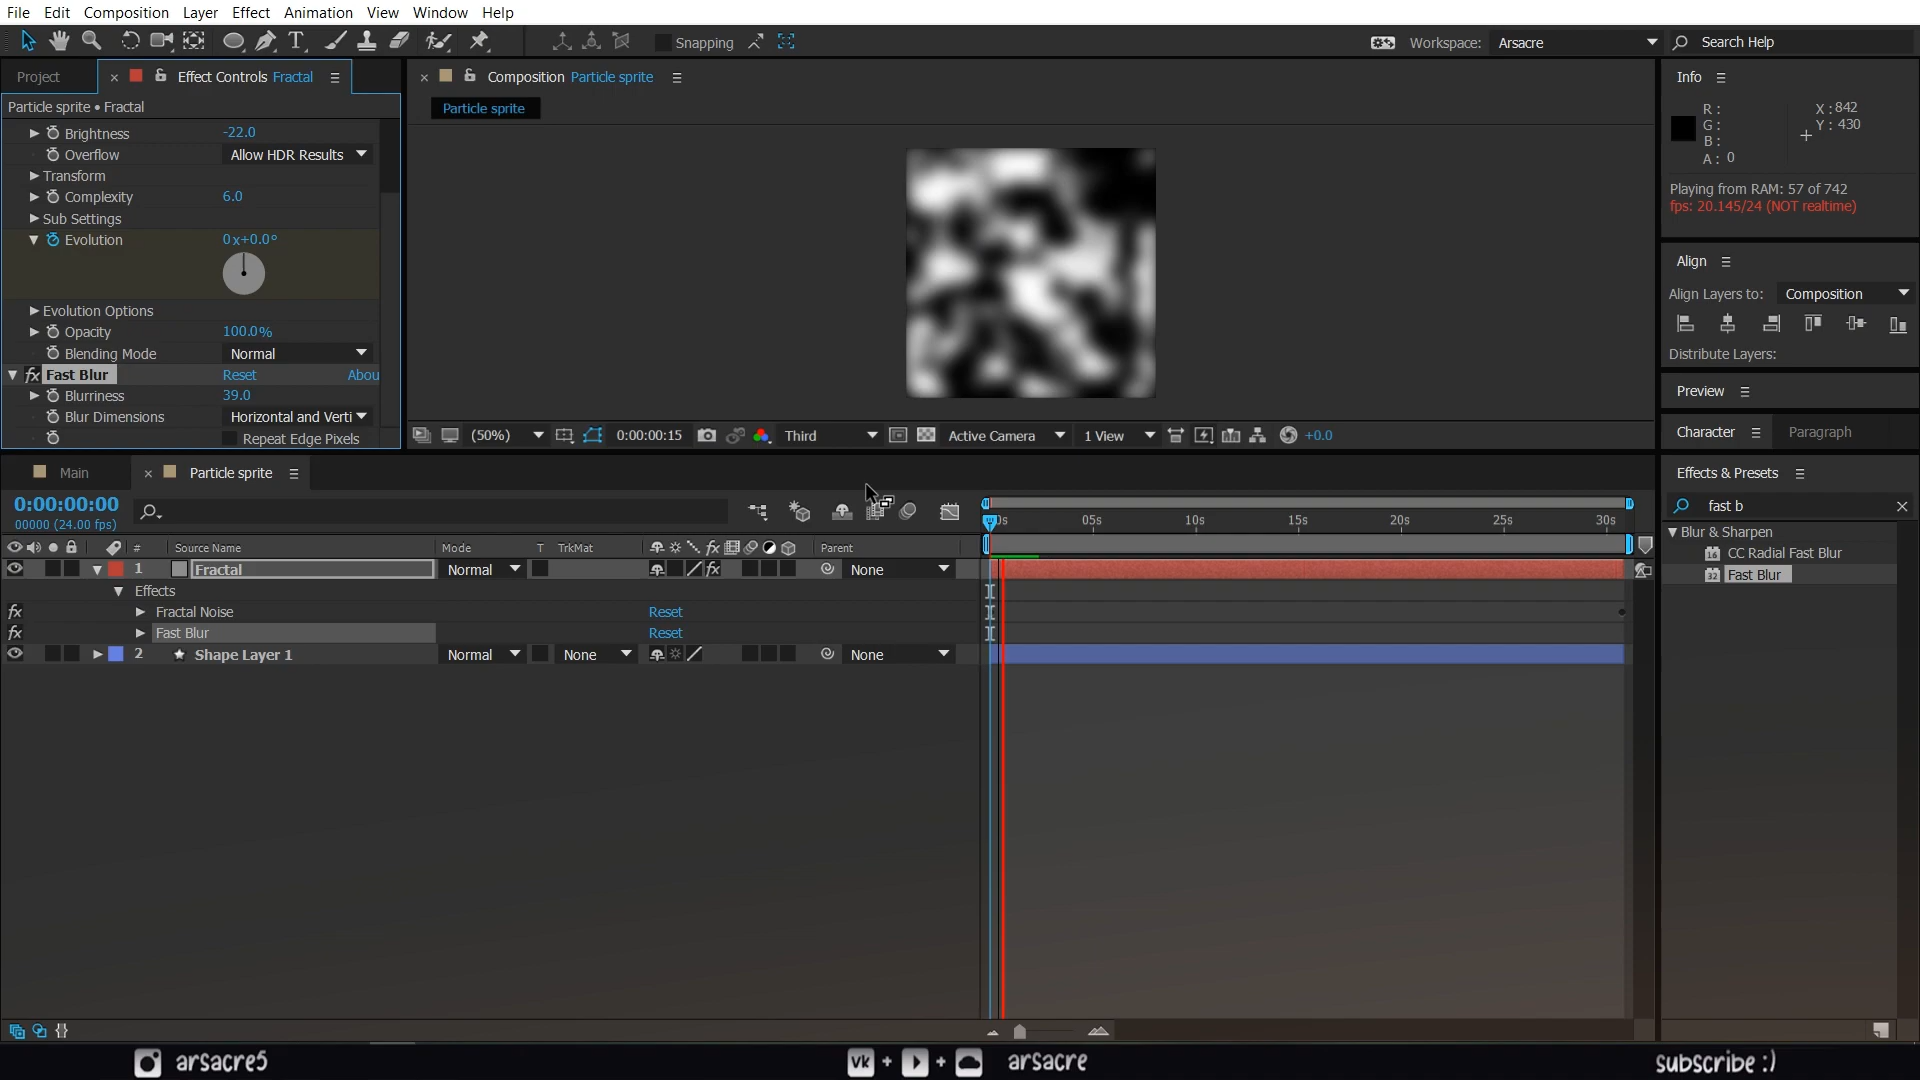 File Edit Composition Layer Effect Animation View Window Help
Snapping
Workspace: Arsacre Search Help
Project Effect Controls Fractal
Composition Particle sprite
Info
Particle sprite • Fractal
Particle sprite
R :
G :
B :
A : 0
X : 842
Y : 430
Brightness -22.0
Overflow Allow HDR Results
Transform
Complexity 6.0
Sub Settings
Evolution 0x+0.0°
Evolution Options
Opacity 100.0%
Blending Mode Normal
fx Fast Blur Reset Abou
Blurriness 39.0
Blur Dimensions Horizontal and Verti
Repeat Edge Pixels
Playing from RAM: 57 of 742
fps: 20.145/24 (NOT realtime)
Align
Align Layers to: Composition
Distribute Layers:
Preview
(50%) 0:00:00:15 Third Active Camera 1 View +0.0
Character Paragraph
Main Particle sprite
Effects & Presets
0:00:00:00
00000 (24.00 fps)
05s 10s 15s 20s 25s 30s
fast b
Blur & Sharpen
CC Radial Fast Blur
Fast Blur
# Source Name Mode T TrkMat fx Parent
1 Fractal Normal fx None
Effects
fx Fractal Noise Reset
fx Fast Blur Reset
2 Shape Layer 1 Normal None None
arsacre5 vk + + arsacre subscribe :)